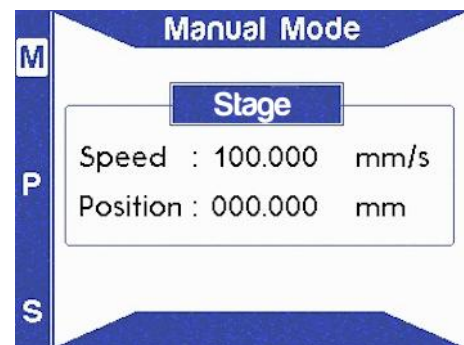 Manual Mode
M
Stage
Speed : 100.000 mm/s
P
Position : 000.000 mm
S